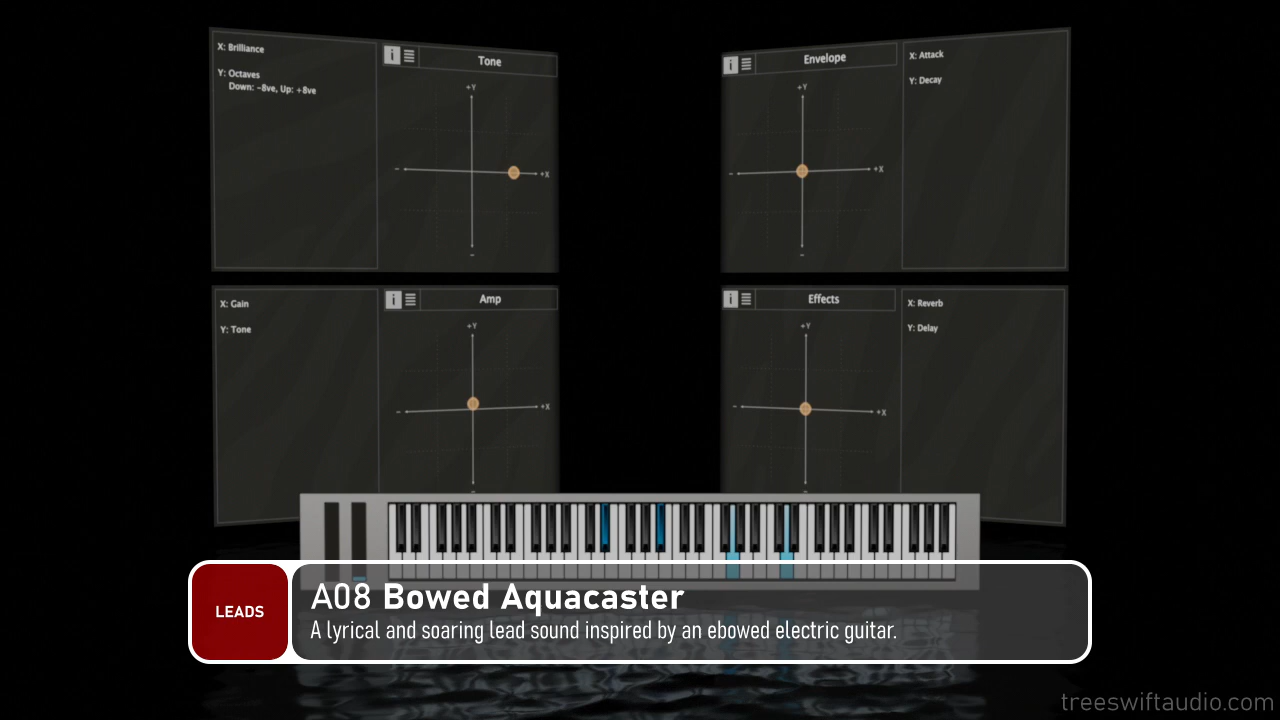 X: Brilliance
Y: Octaves
Down: -8ve, Up: +8ve
i
Tone
+Y
-
+X
-
i
Envelope
+Y
-
+X
-
X: Attack
Y: Decay
X: Gain
Y: Tone
i
Amp
+Y
-
+X
-
i
Effects
+Y
-
+X
X: Reverb
Y: Delay
LEADS
A08 Bowed Aquacaster
A lyrical and soaring lead sound inspired by an ebowed electric guitar.
treeswiftaudio.com